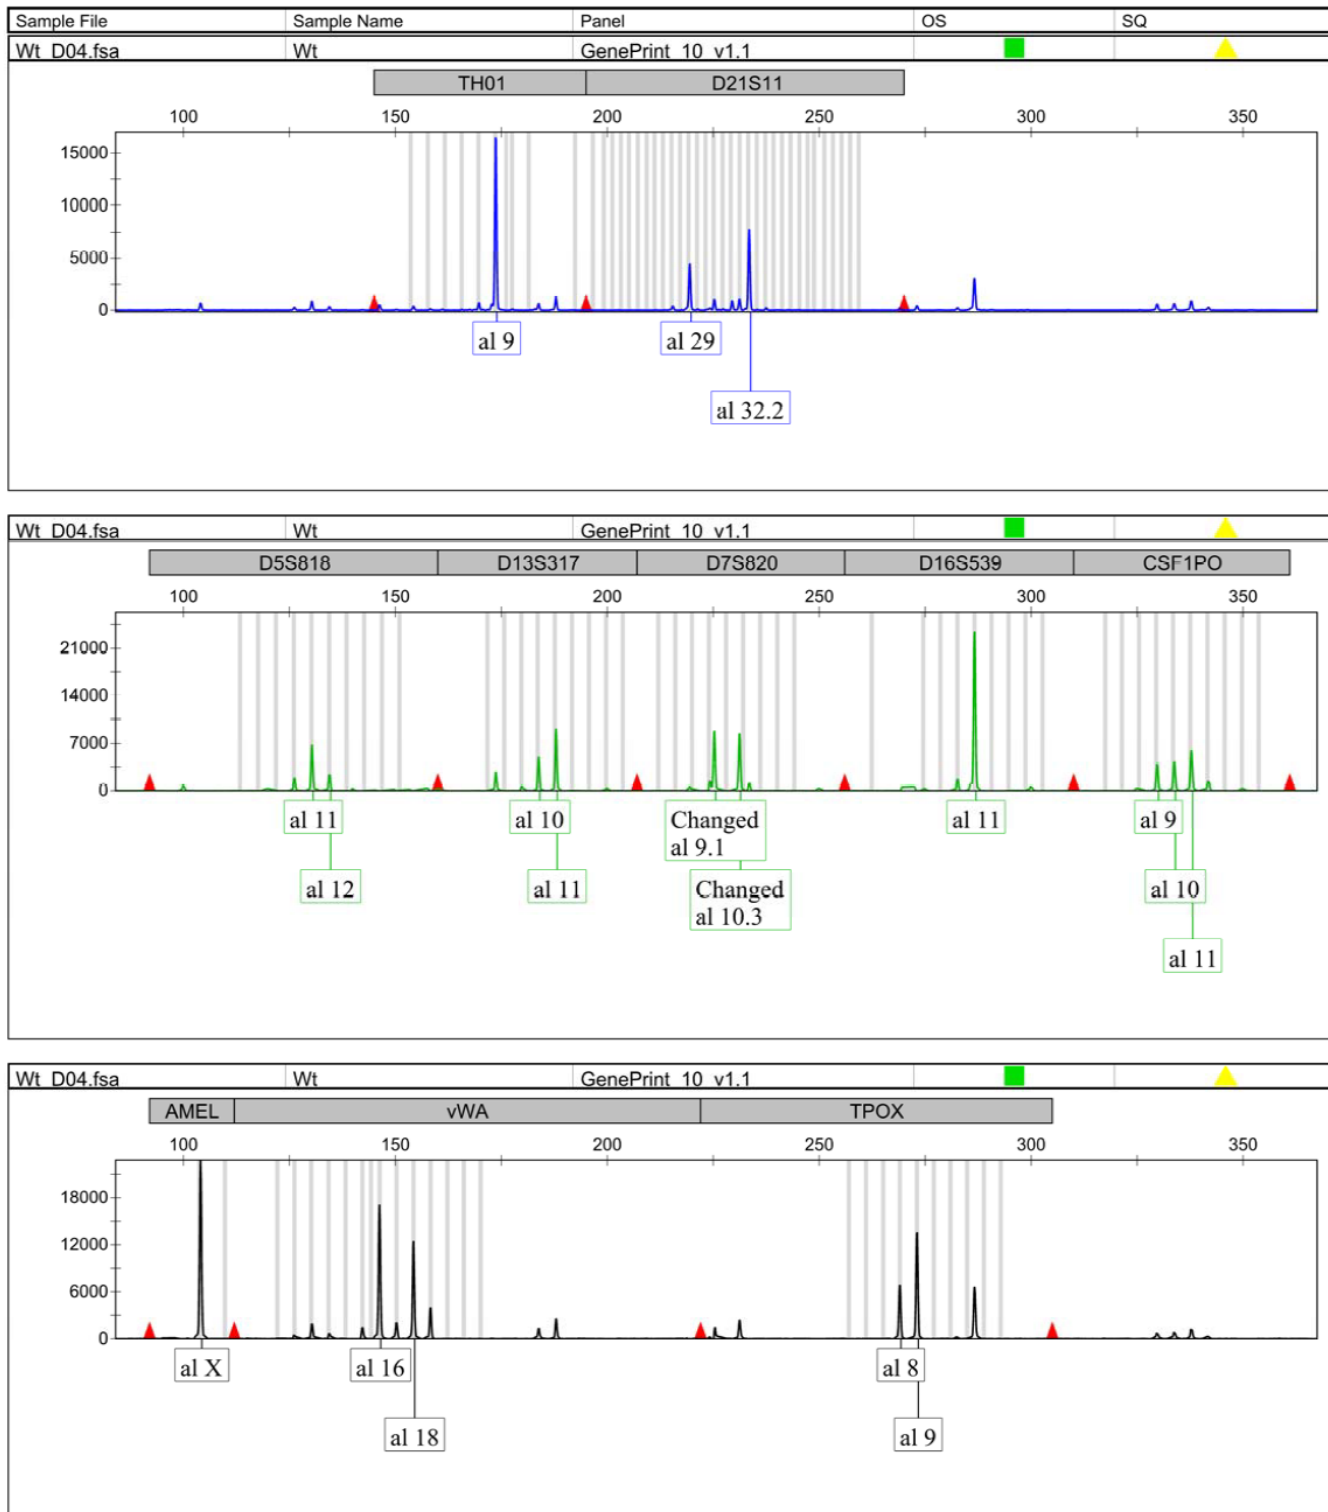 Sample File Sample Name Panel OS SQ
Wt_D04.fsa Wt GenePrint_10_v1.1
TH01 D21S11
100 150 200 250 300 350
15000
10000
5000
0
al 9 al 29
al 32.2
Wt_D04.fsa Wt GenePrint_10_v1.1
D5S818 D13S317 D7S820 D16S539 CSF1PO
100 150 200 250 300 350
21000
14000
7000
0
al 11 al 10 Changed al 11 al 9
al 9.1
al 12 al 11 Changed al 10
al 10.3
al 11
Wt_D04.fsa Wt GenePrint_10_v1.1
AMEL vWA TPOX
100 150 200 250 300 350
18000
12000
6000
0
al X al 16 al 8
al 18 al 9